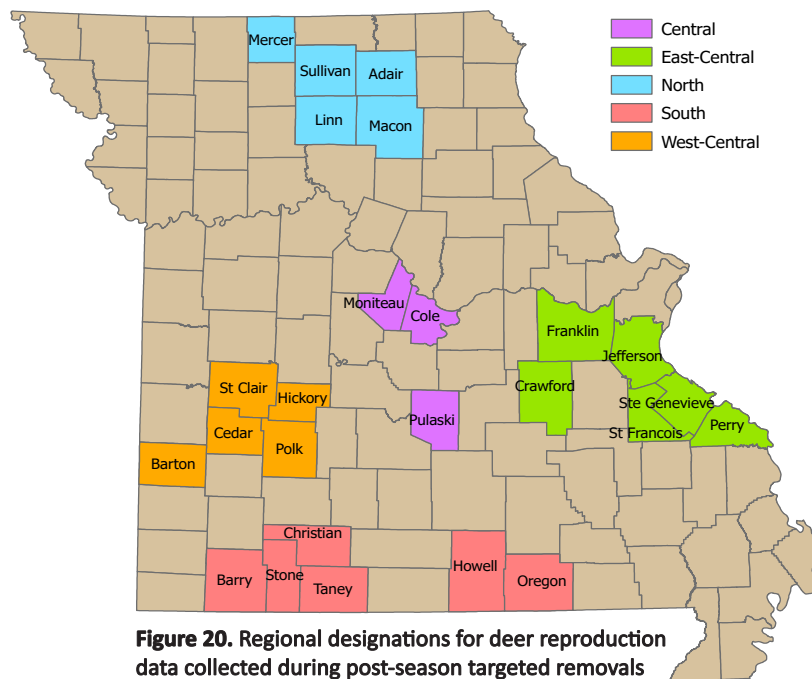 Mercer
Central
East-Central
North
South
West-Central
Sullivan
Adair
Linn
Macon
Moniteau
Cole
Franklin
Jefferson
Crawford
St Clair
Hickory
Ste Genevieve
Pulaski
Perry
Cedar
St Francois
Polk
Barton
Christian
Howell
Stone
Barry
Oregon
Taney
Figure 20. Regional designations for deer reproduction
data collected during post-season targeted removals